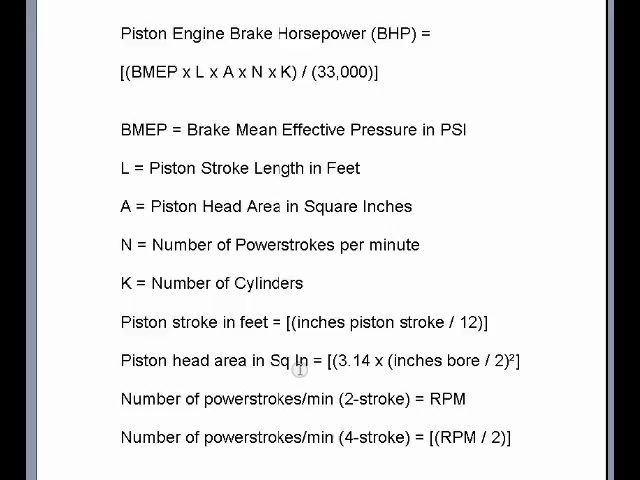 Piston Engine Brake Horsepower (BHP) =
[(BMEP x L x A x N x K) / (33,000)]
BMEP = Brake Mean Effective Pressure in PSI
L = Piston Stroke Length in Feet
A = Piston Head Area in Square Inches
N = Number of Powerstrokes per minute
K = Number of Cylinders
Piston stroke in feet = [(inches piston stroke / 12)]
Piston head area in Sq In = [(3.14 x (inches bore / 2)²]
Number of powerstrokes/min (2-stroke) = RPM
Number of powerstrokes/min (4-stroke) = [(RPM / 2)]